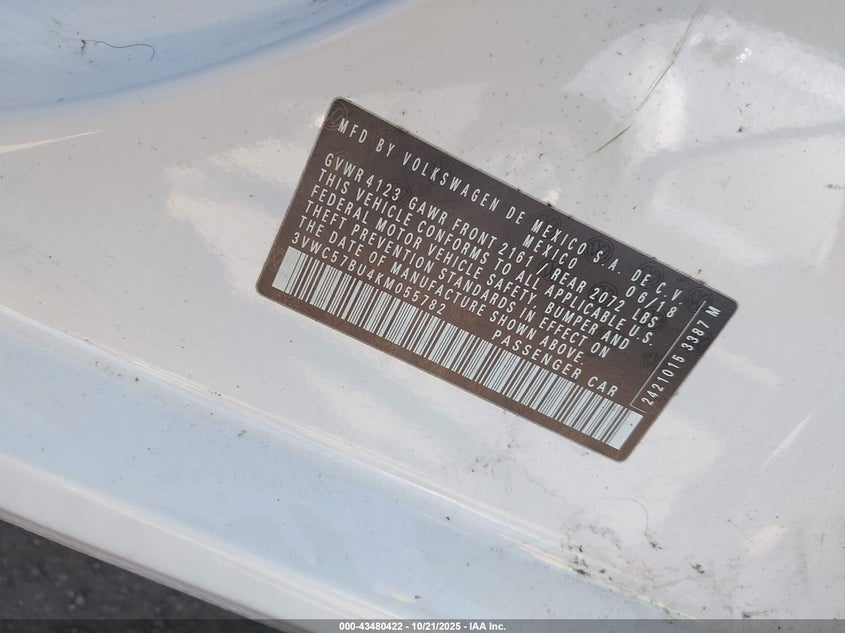 MFD BY VOLKSWAGEN DE MEXICO S.A. DE C.V.
MEXICO 06/18
GVWR 4123 GAWR FRONT 2161 / REAR 2072 LBS
THIS VEHICLE CONFORMS TO ALL APPLICABLE U.S.
FEDERAL MOTOR VEHICLE SAFETY, BUMPER AND
THEFT PREVENTION STANDARDS IN EFFECT ON
THE DATE OF MANUFACTURE SHOWN ABOVE.
3VWC57BU4KM055782 PASSENGER CAR
2421015 3387 M
000-43480422 - 10/21/2025 - IAA Inc.